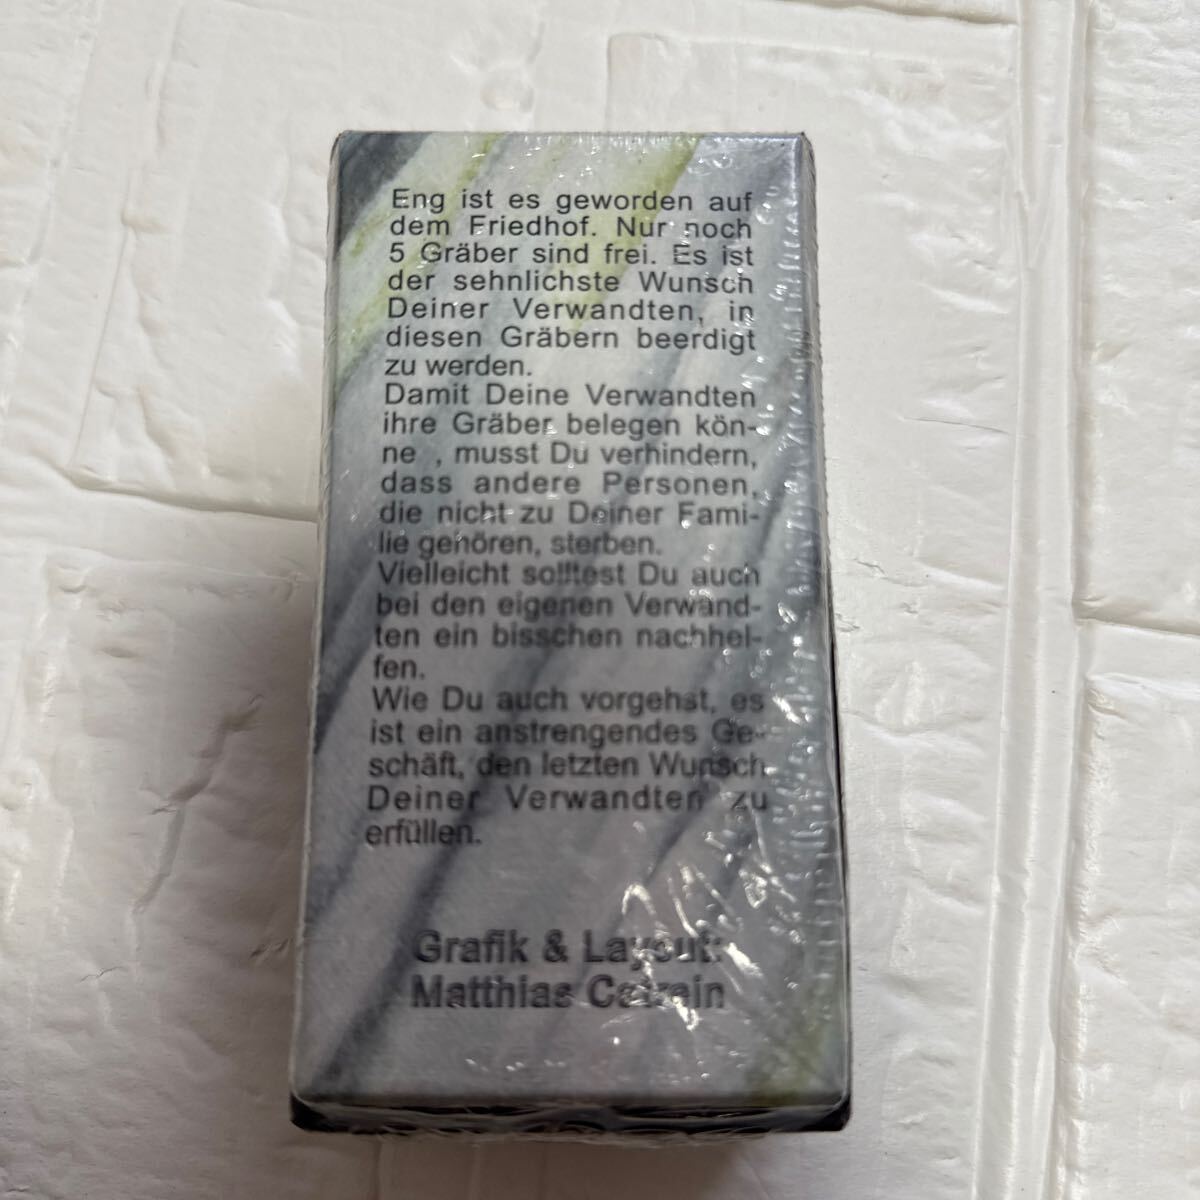 Eng ist es geworden auf
dem Friedhof. Nur noch
5 Gräber sind frei. Es ist
der sehnlichste Wunsch
Deiner Verwandten, in
diesen Gräbern beerdigt
zu werden.
Damit Deine Verwandten
ihre Gräber belegen kön-
ne , musst Du verhindern,
dass andere Personen,
die nicht zu Deiner Fami-
lie gehören, sterben.
Vielleicht solltest Du auch
bei den eigenen Verwand-
ten ein bisschen nachhel-
fen.
Wie Du auch vorgehst, es
ist ein anstrengendes Ge-
schäft, den letzten Wunsch
Deiner Verwandten zu
erfüllen.
Grafik & Layout:
Matthias Catrein